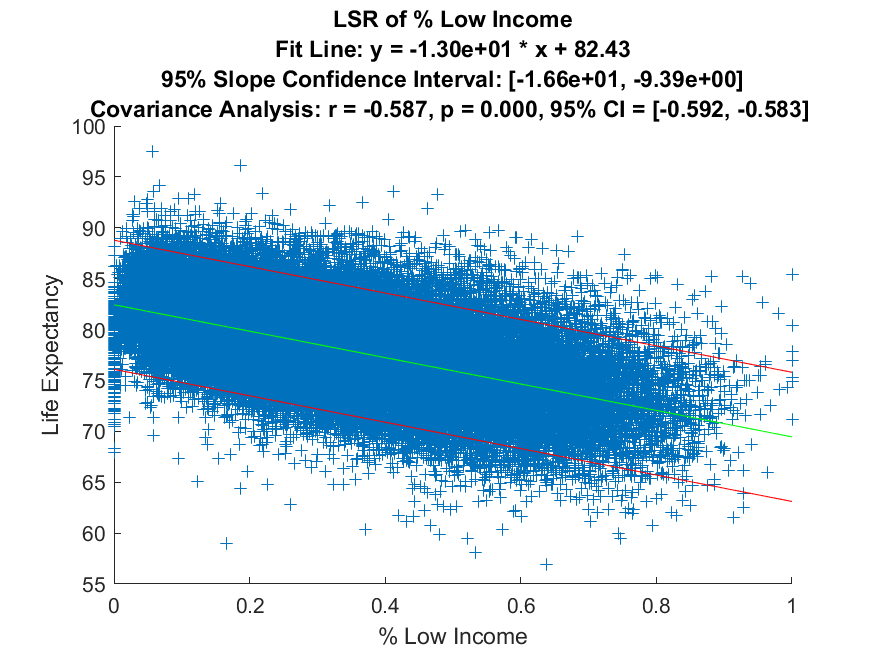 LSR of % Low Income
Fit Line: y = -1.30e+01 * x + 82.43
95% Slope Confidence Interval: [-1.66e+01, -9.39e+00]
Covariance Analysis: r = -0.587, p = 0.000, 95% CI = [-0.592, -0.583]
100
95
90
85
80
75
70
65
60
55
Life Expectancy
0
0.2
0.4
0.6
0.8
1
% Low Income